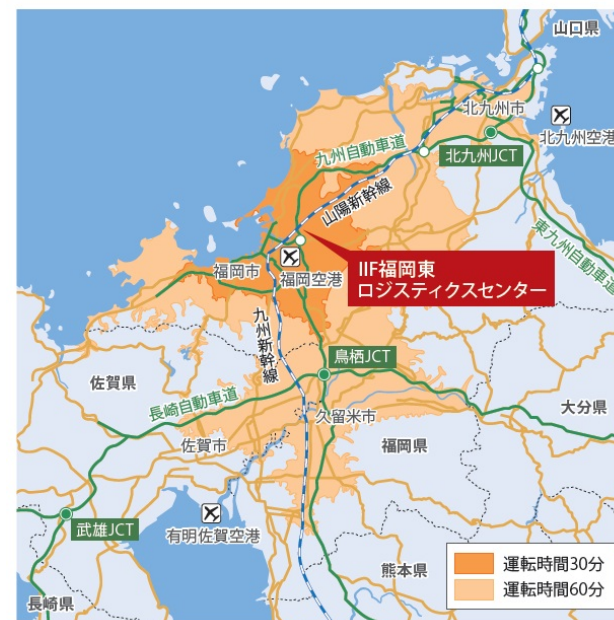 山口県
北九州市
北九州空港
九州自動車道
北九州JCT
山陽新幹線
東九州自動車道
福岡市
福岡空港
IIF福岡東
ロジスティクスセンター
九州新幹線
鳥栖JCT
佐賀県
長崎自動車道
大分県
久留米市
佐賀市
福岡県
武雄JCT
有明佐賀空港
熊本県
長崎県
運転時間30分
運転時間60分